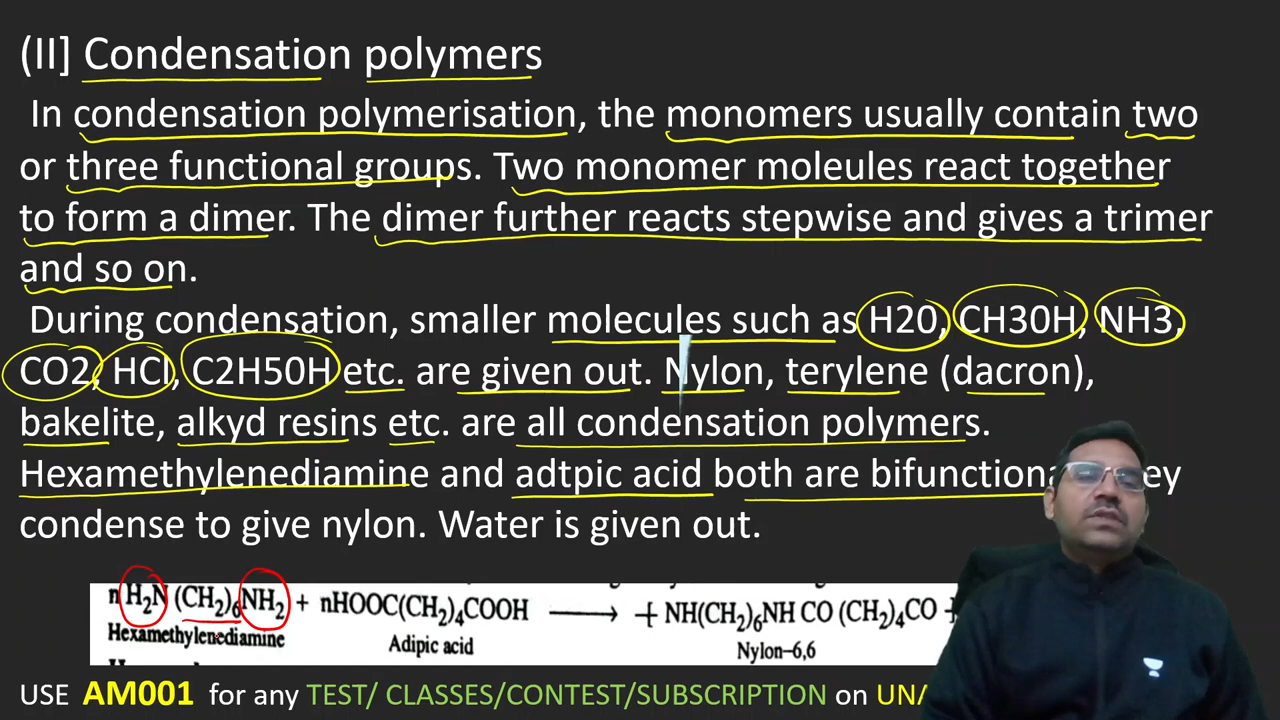 (II] Condensation polymers
In condensation polymerisation, the monomers usually contain two
or three functional groups. Two monomer moleules react together
to form a dimer. The dimer further reacts stepwise and gives a trimer
and so on.
During condensation, smaller molecules such as H20, CH30H, NH3,
CO2, HCl, C2H50H etc. are given out. Nylon, terylene (dacron),
bakelite, alkyd resins etc. are all condensation polymers.
Hexamethylenediamine and adtpic acid both are
condense to give nylon. Water is given out.
nH₂N (CH₂)₆NH₂ + nHOOC(CH₂)₄COOH ⟶ + NH(CH₂)₆NH CO (CH₂)₄CO +
Hexamethylenediamine Adipic acid Nylon-6,6
USE AM001 for any TEST/ CLASSES/CONTEST/SUBSCRIPTION on